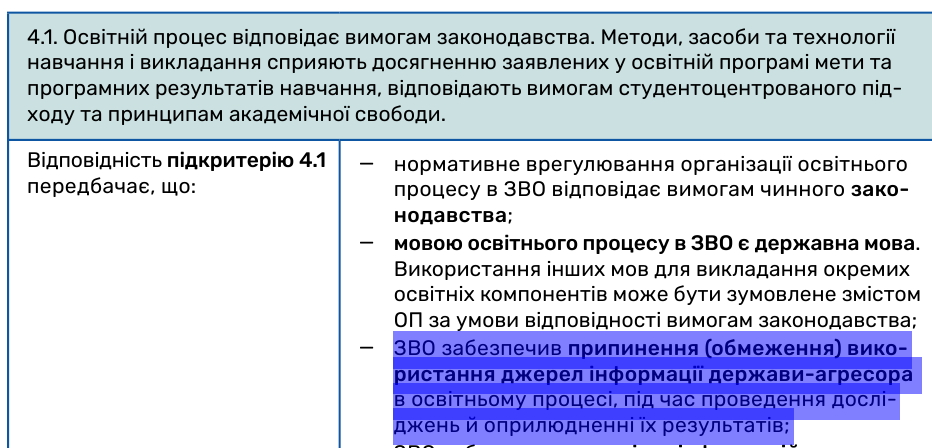 4.1. Освітній процес відповідає вимогам законодавства. Методи, засоби та технології
навчання і викладання сприяють досягненню заявлених у освітній програмі мети та
програмних результатів навчання, відповідають вимогам студентоцентрованого під-
ходу та принципам академічної свободи.
Відповідність підкритерію 4.1
передбачає, що:
— нормативне врегулювання організації освітнього
процесу в ЗВО відповідає вимогам чинного зако-
нодавства;
— мовою освітнього процесу в ЗВО є державна мова.
Використання інших мов для викладання окремих
освітніх компонентів може бути зумовлене змістом
ОП за умови відповідності вимогам законодавства;
— ЗВО забезпечив припинення (обмеження) вико-
ристання джерел інформації держави-агресора
в освітньому процесі, під час проведення дослі-
джень й оприлюдненні їх результатів;